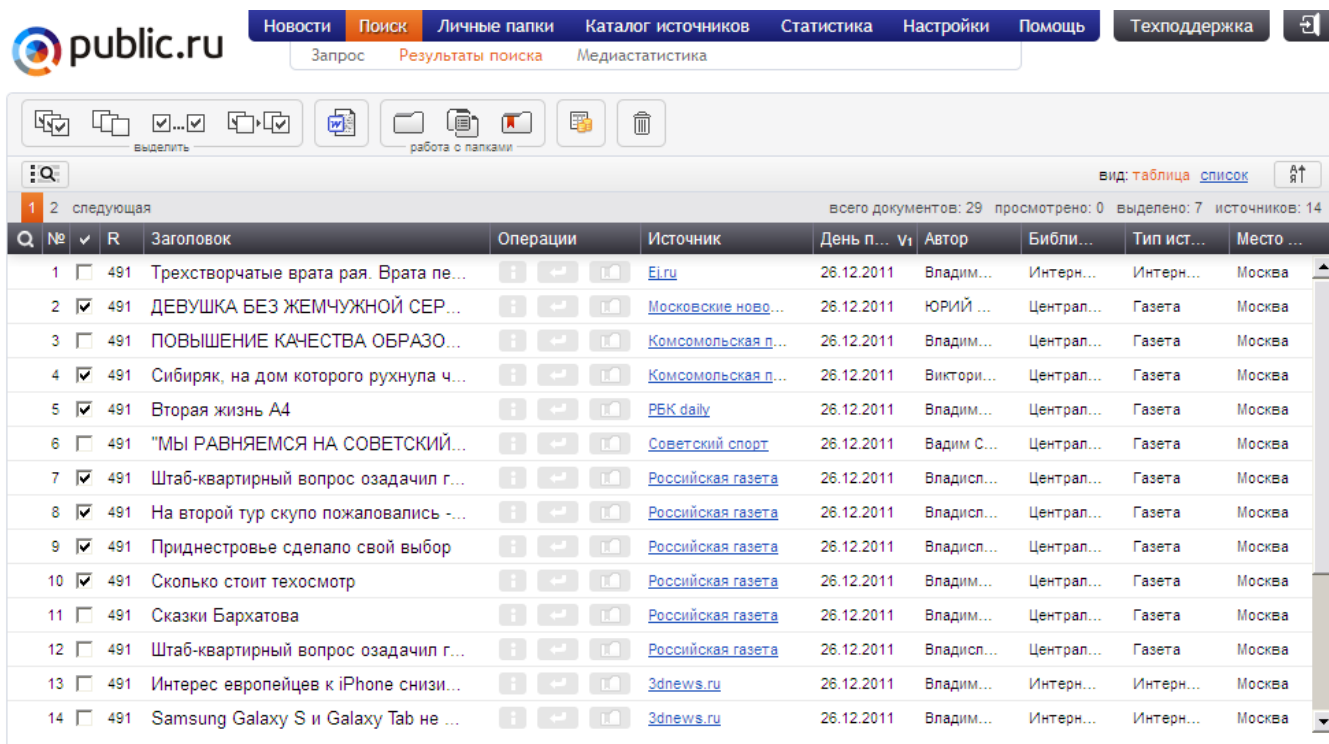 public.ru
Новости Поиск Личные папки Каталог источников Статистика Настройки Помощь Техподдержка
Запрос Результаты поиска Медиастатистика
выделить работа с папками
вид: таблица список АЯ
1 2 следующая всего документов: 29 просмотрено: 0 выделено: 7 источников: 14
№ R Заголовок Операции Источник День п... V1 Автор Библи... Тип ист... Место ...
1 491 Трехстворчатые врата рая. Врата пе... Ej.ru 26.12.2011 Владим... Интерн... Интерн... Москва
2 491 ДЕВУШКА БЕЗ ЖЕМЧУЖНОЙ СЕР... Московские ново... 26.12.2011 ЮРИЙ ... Централ... Газета Москва
3 491 ПОВЫШЕНИЕ КАЧЕСТВА ОБРАЗО... Комсомольская п... 26.12.2011 Владим... Централ... Газета Москва
4 491 Сибиряк, на дом которого рухнула ч... Комсомольская п... 26.12.2011 Виктори... Централ... Газета Москва
5 491 Вторая жизнь А4 РБК daily 26.12.2011 Владим... Централ... Газета Москва
6 491 "МЫ РАВНЯЕМСЯ НА СОВЕТСКИЙ... Советский спорт 26.12.2011 Вадим С... Централ... Газета Москва
7 491 Штаб-квартирный вопрос озадачил г... Российская газета 26.12.2011 Владисл... Централ... Газета Москва
8 491 На второй тур скупо пожаловались -... Российская газета 26.12.2011 Владисл... Централ... Газета Москва
9 491 Приднестровье сделало свой выбор Российская газета 26.12.2011 Владисл... Централ... Газета Москва
10 491 Сколько стоит техосмотр Российская газета 26.12.2011 Владим... Централ... Газета Москва
11 491 Сказки Бархатова Российская газета 26.12.2011 Владим... Централ... Газета Москва
12 491 Штаб-квартирный вопрос озадачил г... Российская газета 26.12.2011 Владисл... Централ... Газета Москва
13 491 Интерес европейцев к iPhone снизи... 3dnews.ru 26.12.2011 Владим... Интерн... Интерн... Москва
14 491 Samsung Galaxy S и Galaxy Tab не ... 3dnews.ru 26.12.2011 Владим... Интерн... Интерн... Москва